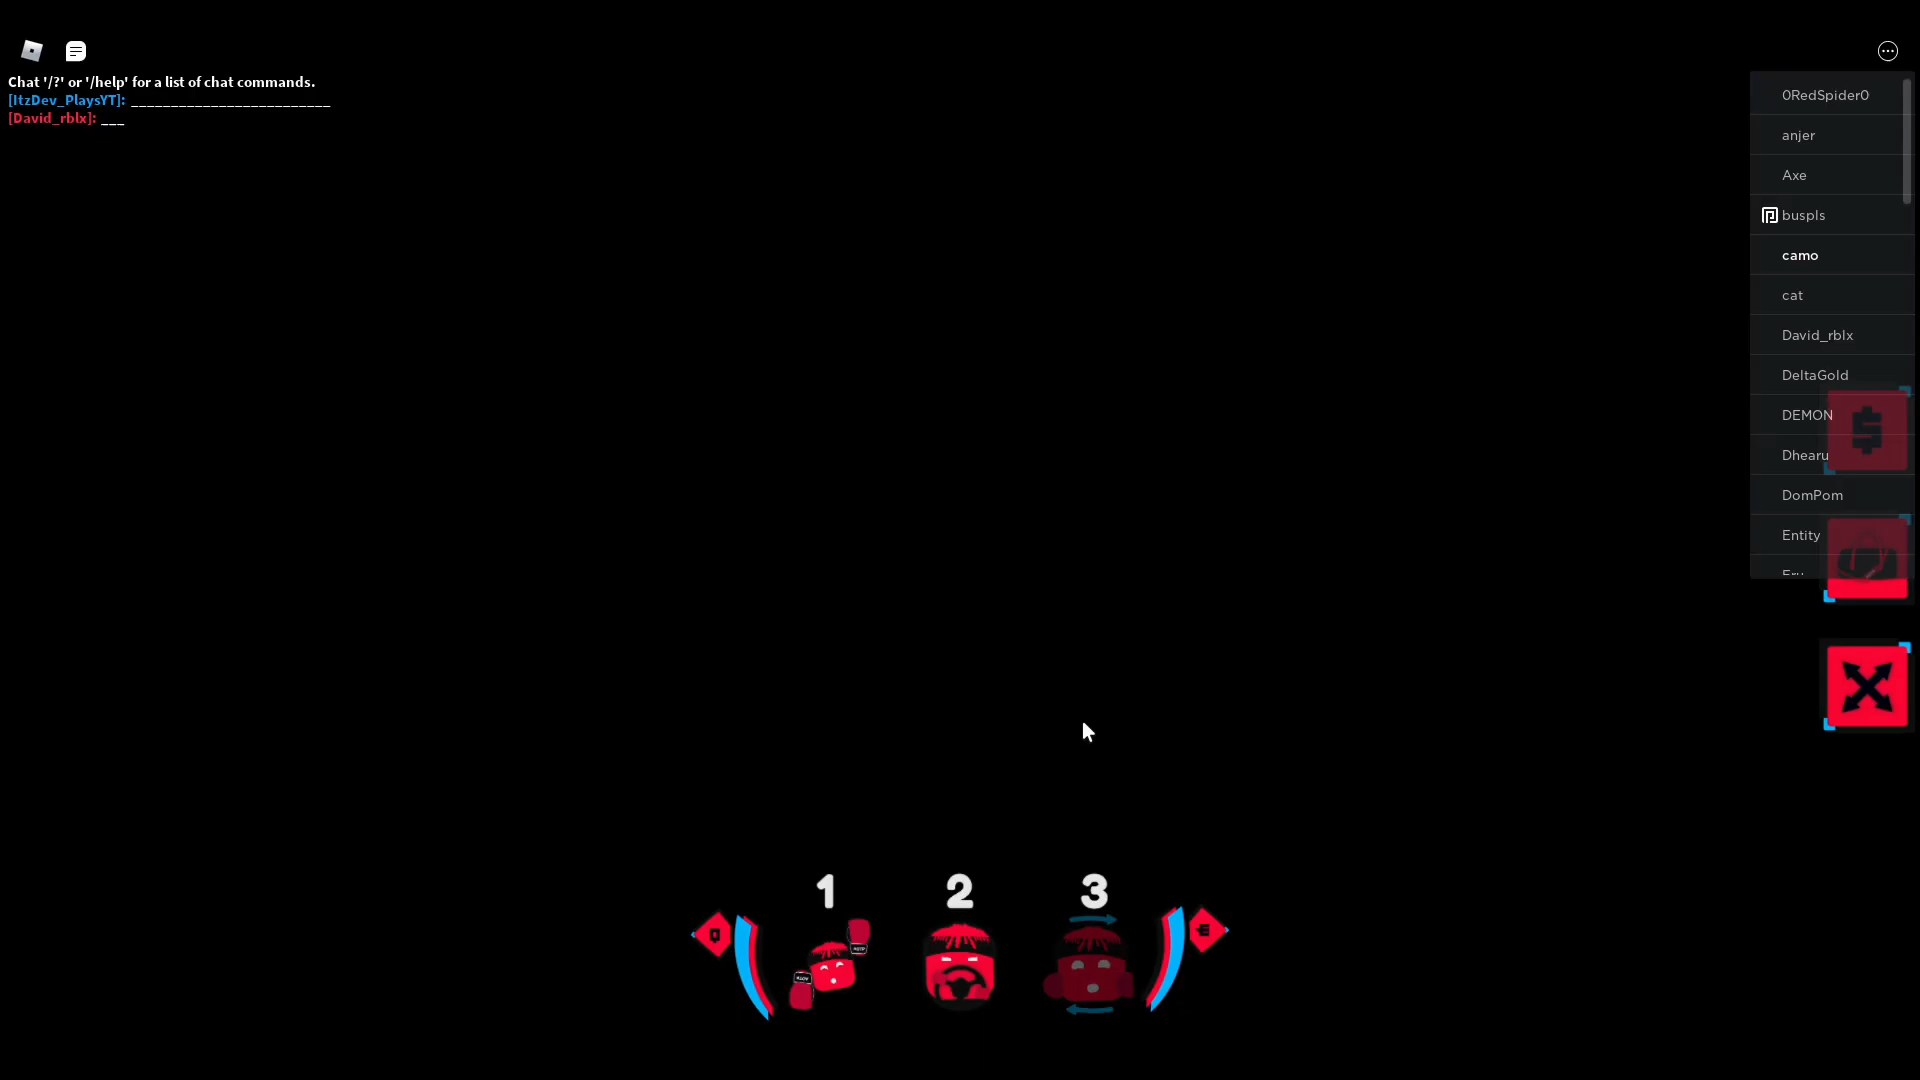 Chat '/?' or '/help' for a list of chat commands.
[ItzDev_PlaysYT]: _________________________
[David_rblx]: ___
0RedSpider0
anjer
Axe
buspls
camo
cat
David_rblx
DeltaGold
DEMON
Dhearu
DomPom
Entity
1
2
3
Q
E